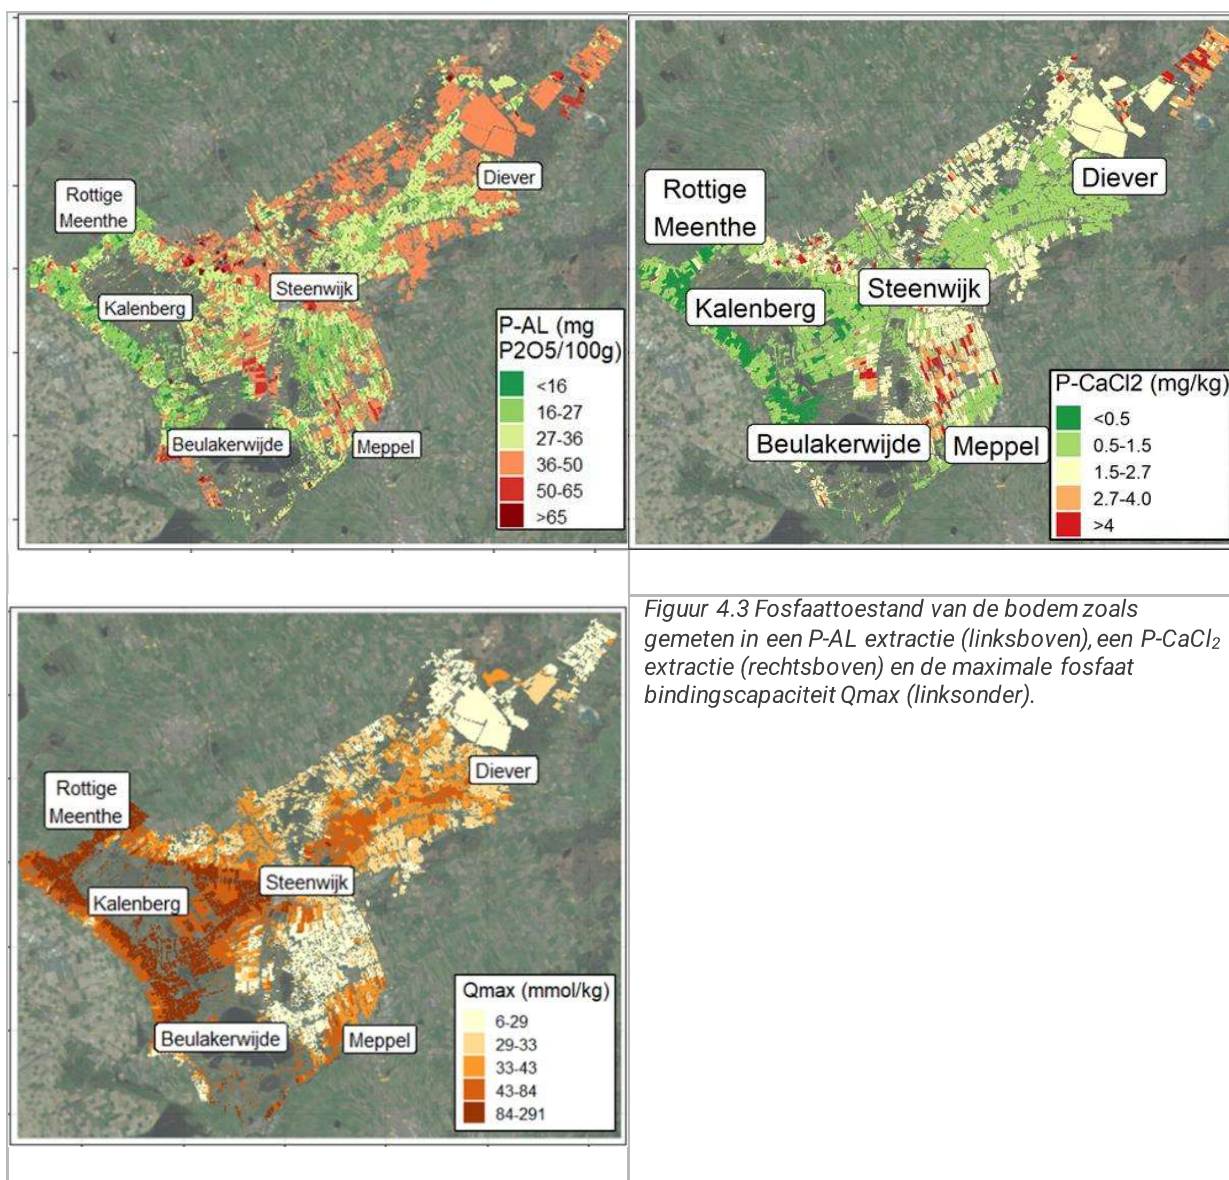 Rottige
Meenthe
Diever
Steenwijk
Kalenberg
Beulakerwijde
Meppel
P-AL (mg
P2O5/100g)
<16
16-27
27-36
36-50
50-65
>65
Rottige
Meenthe
Diever
Steenwijk
Kalenberg
Beulakerwijde
Meppel
P-CaCl2 (mg/kg)
<0.5
0.5-1.5
1.5-2.7
2.7-4.0
>4
Rottige
Meenthe
Diever
Steenwijk
Kalenberg
Beulakerwijde
Meppel
Qmax (mmol/kg)
6-29
29-33
33-43
43-84
84-291
Figuur 4.3 Fosfaattoestand van de bodem zoals
gemeten in een P-AL extractie (linksboven), een P-CaCl₂
extractie (rechtsboven) en de maximale fosfaat
bindingscapaciteit Qmax (linksonder).